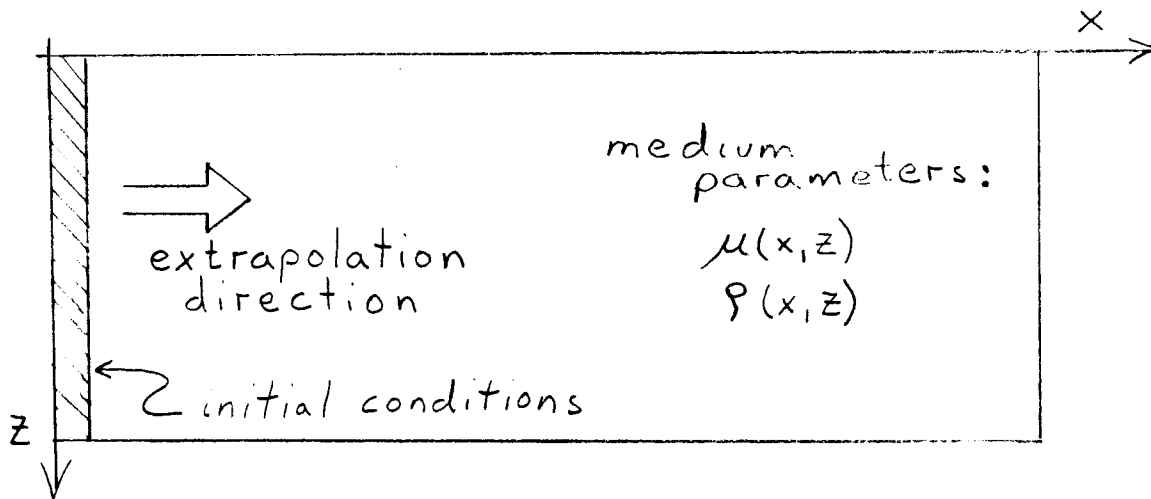 x
medium
parameters:
μ(x,z)
extrapolation
direction
ρ(x,z)
initial conditions
z